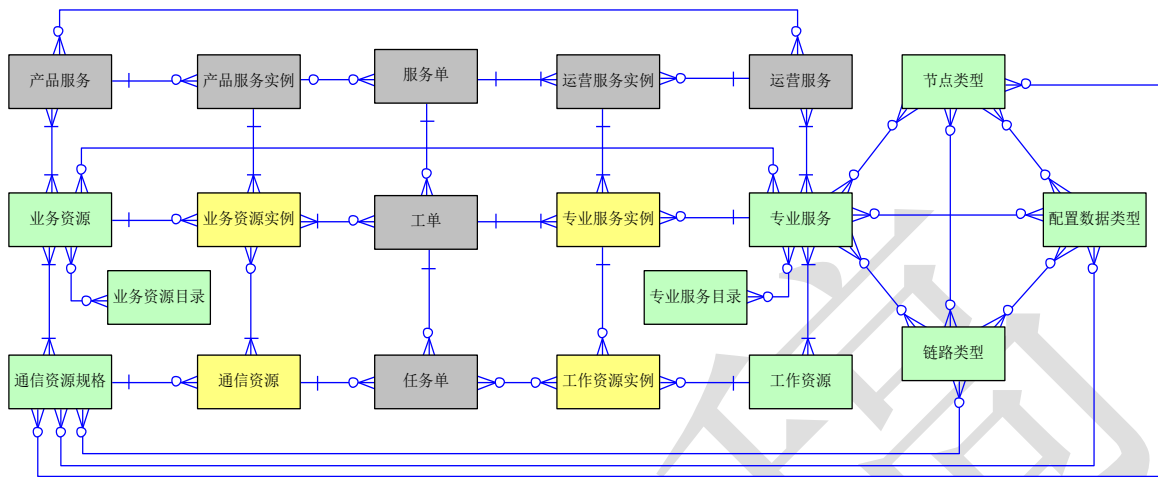 产品服务
产品服务实例
服务单
运营服务实例
运营服务
节点类型
业务资源
业务资源实例
工单
专业服务实例
专业服务
配置数据类型
业务资源目录
专业服务目录
通信资源规格
通信资源
任务单
工作资源实例
工作资源
链路类型